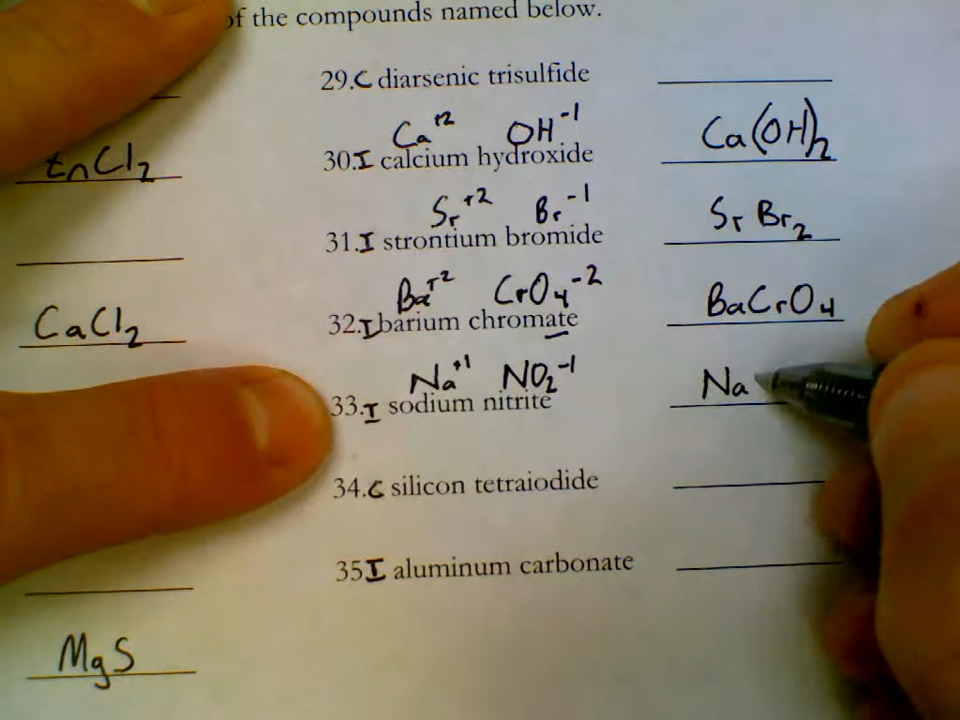 of the compounds named below.
29. C diarsenic trisulfide
Ca+2 OH-1
ZnCl2
30. I calcium hydroxide Ca(OH)2
Sr+2 Br-1
31. I strontium bromide SrBr2
Ba+2 CrO4-2
CaCl2
32. I barium chromate BaCrO4
Na+1 NO2-1
33. I sodium nitrite Na
34. C silicon tetraiodide
35 I aluminum carbonate
MgS